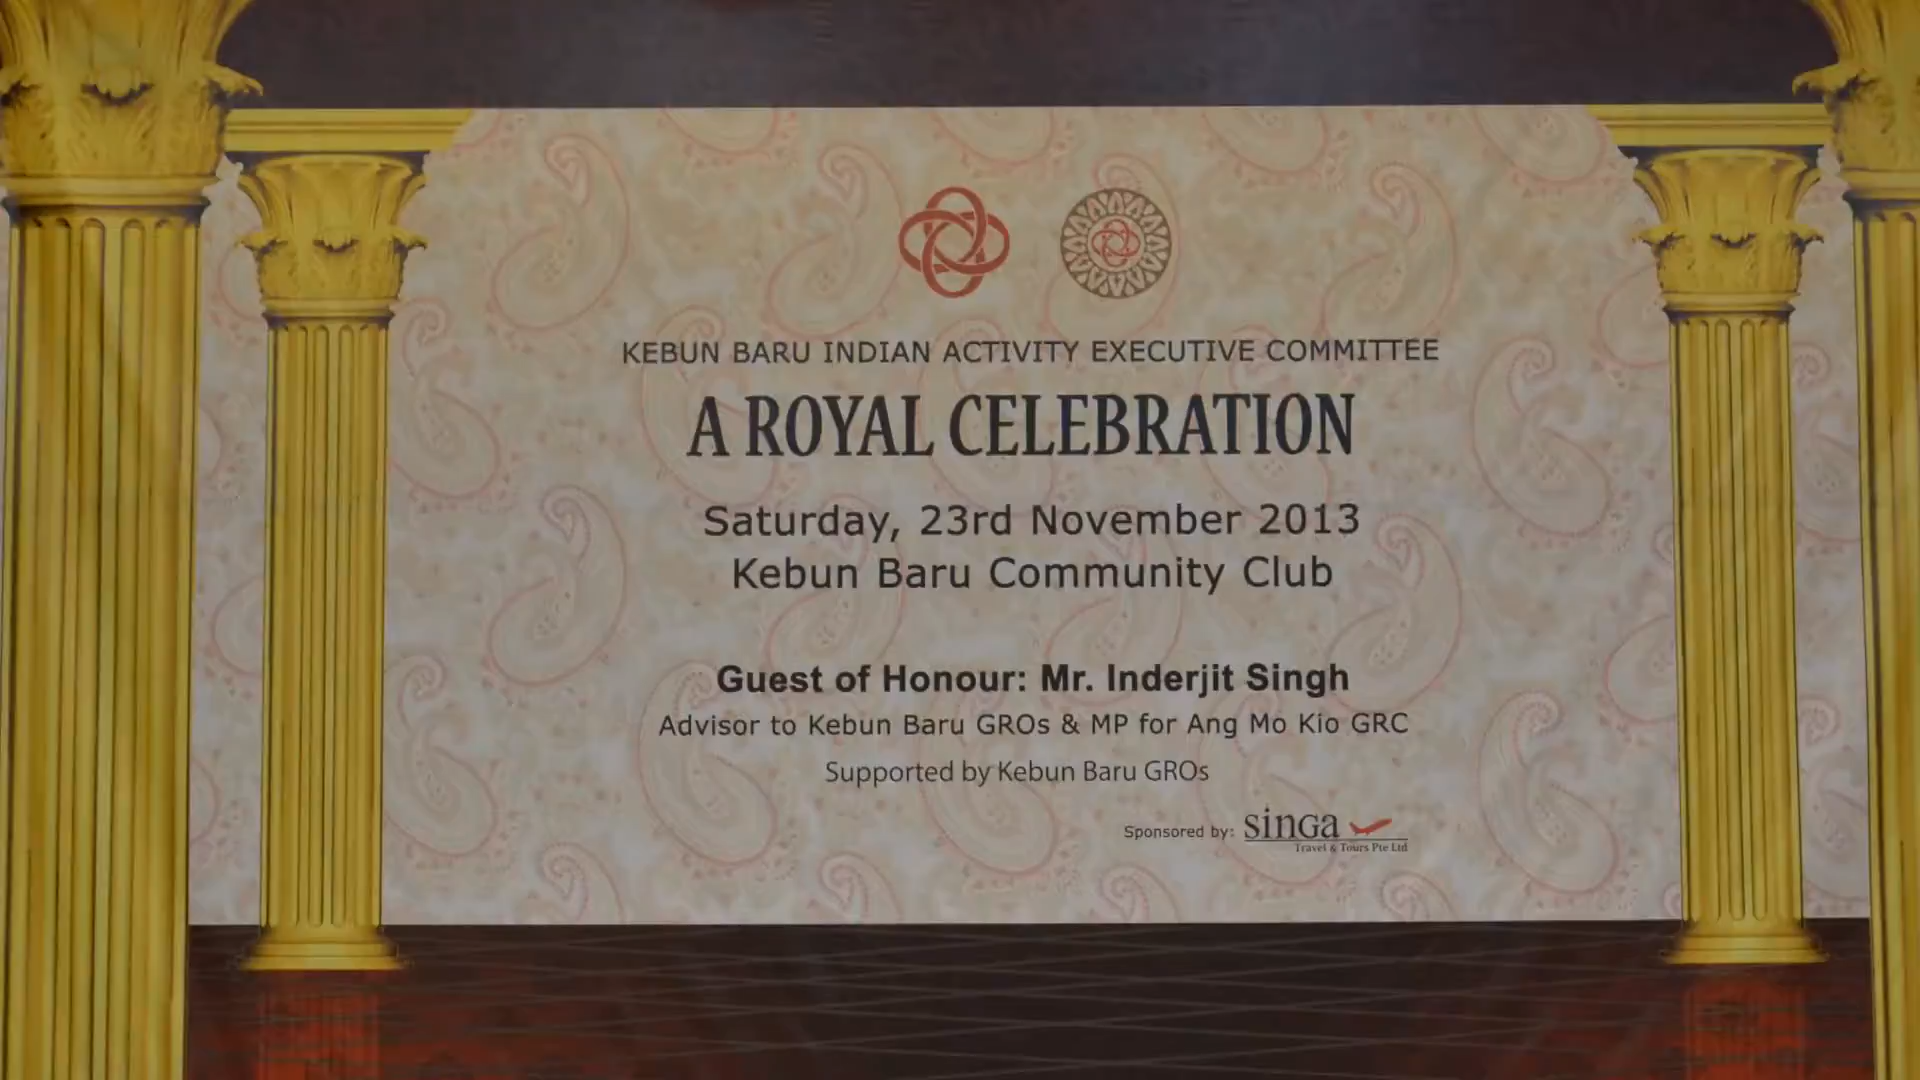 KEBUN BARU INDIAN ACTIVITY EXECUTIVE COMMITTEE
A ROYAL CELEBRATION
Saturday, 23rd November 2013
Kebun Baru Community Club
Guest of Honour: Mr. Inderjit Singh
Advisor to Kebun Baru GROs & MP for Ang Mo Kio GRC
Supported by Kebun Baru GROs
Sponsored by: sinGa
Travel & Tours Pte Ltd